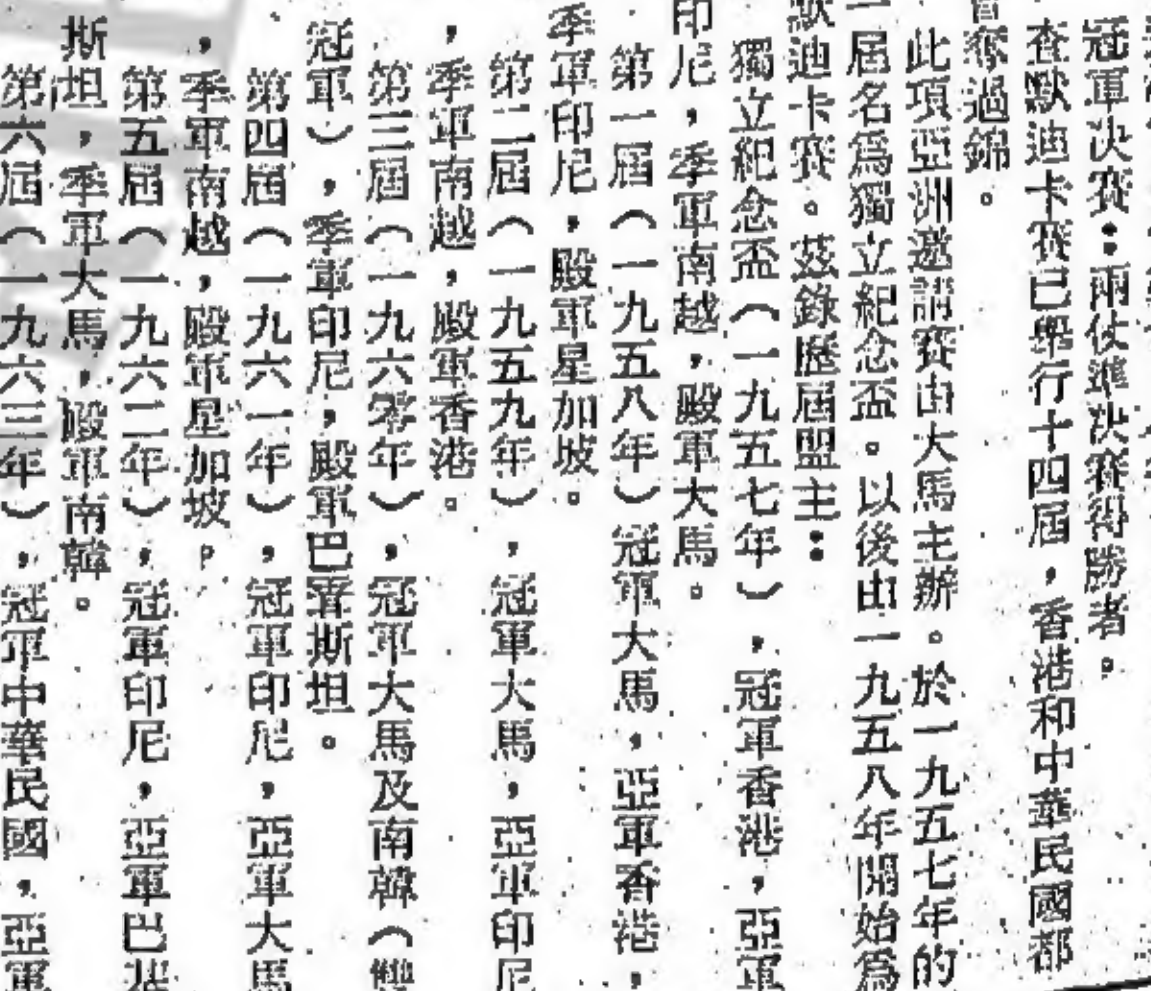 冠軍決賽：兩仗準決賽得勝者。
查默迪卡賽已舉行十四屆，香港和中華民國都
曾奪過錦。
此項亞洲邀請賽由大馬主辦。於一九五七年的
一屆名爲獨立紀念盃。以後由一九五八年開始爲
默迪卡賽。茲錄歷屆盟主：
獨立紀念盃（一九五七年），冠軍香港，亞軍
印尼，季軍南越，殿軍大馬。
第一屆（一九五八年）冠軍大馬，亞軍香港，
季軍印尼，殿軍星加坡。
第二屆（一九五九年），冠軍大馬，亞軍印尼
，季軍南越，殿軍香港。
第三屆（一九六零年），冠軍大馬及南韓（雙
冠軍），季軍印尼，殿軍巴基斯坦。
第四屆（一九六一年），冠軍印尼，亞軍大馬
，季軍南越，殿軍星加坡。
第五屆（一九六二年），冠軍印尼，亞軍巴基
斯坦，季軍大馬，殿軍南韓。
第六屆（一九六三年），冠軍中華民國，亞軍